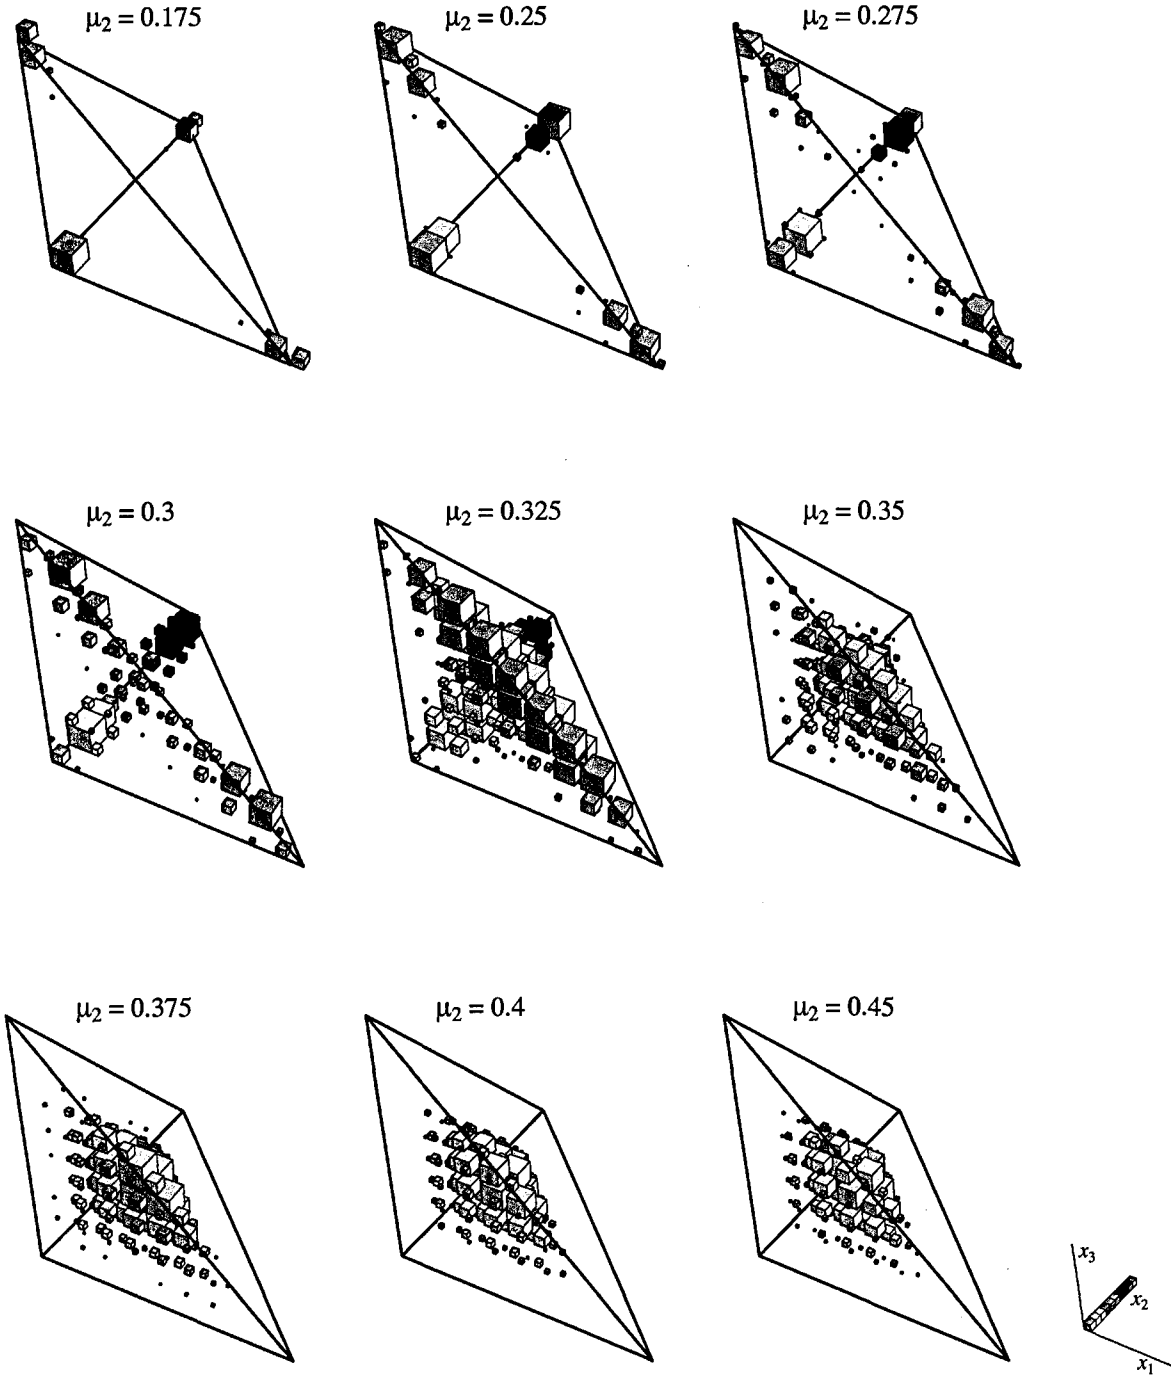 μ₂ = 0.175
μ₂ = 0.25
μ₂ = 0.275
μ₂ = 0.3
μ₂ = 0.325
μ₂ = 0.35
μ₂ = 0.375
μ₂ = 0.4
μ₂ = 0.45
x₃
x₂
x₁